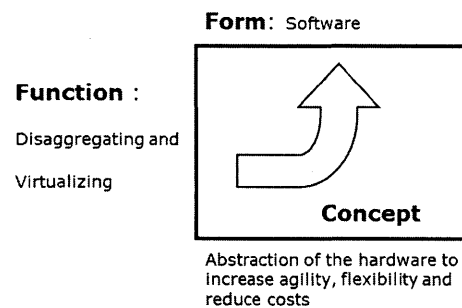 Form: Software
Function :
Disaggregating and
Virtualizing
Concept
Abstraction of the hardware to
increase agility, flexibility and
reduce costs